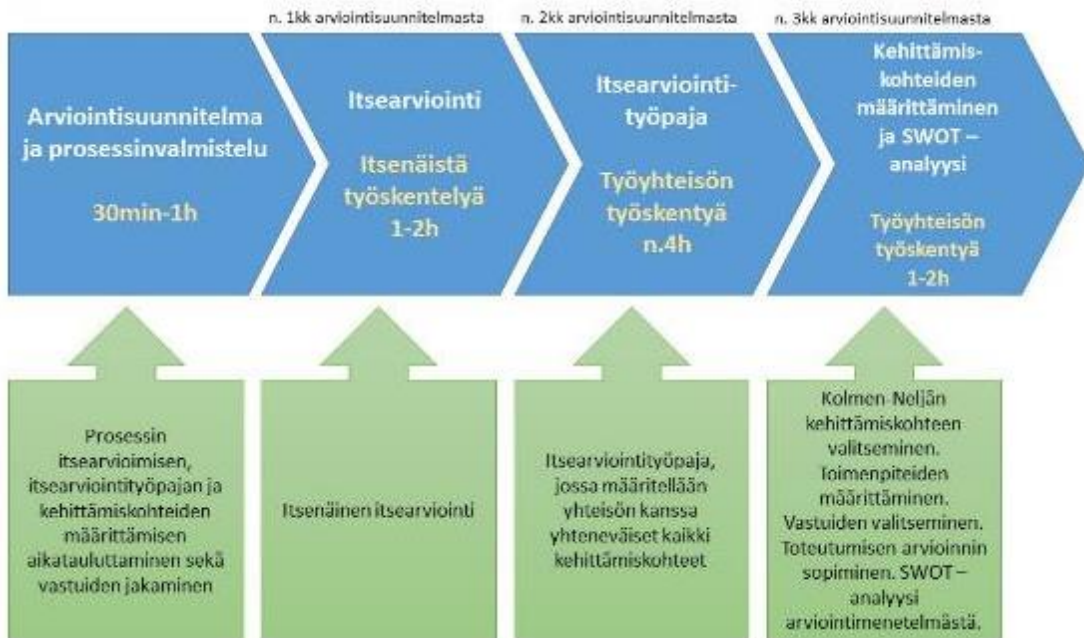 n. 1kk arviointisuunnitelmasta
n. 2kk arviointisuunnitelmasta
n. 3kk arviointisuunnitelmasta
Arviointisuunnitelma
ja prosessinvalmistelu
30min-1h
Itsearviointi
Itsenäistä
työskentelyä
1-2h
Itsearviointi-
työpaja
Työyhteisön
työskentyä
n.4h
Kehittämis-
kohteiden
määrittäminen
ja SWOT –
analyysi
Työyhteisön
työskentyä
1-2h
Prosessin
itsearvioimisen,
itsearviointityöpajan ja
kehittämiskohteiden
määrittämisen
aikatauluttaminen sekä
vastuiden jakaminen
Itsenäinen itsearviointi
Itsearviointityöpaja,
jossa määritellään
yhteisön kanssa
yhteneväiset kaikki
kehittämiskohteet
Kolmen-Neljän
kehittämiskohteen
valitseminen.
Toimenpiteiden
määrittäminen.
Vastuiden valitseminen.
Toteutumisen arvioinnin
sopiminen. SWOT –
analyysi
arviointimenetelmästä.